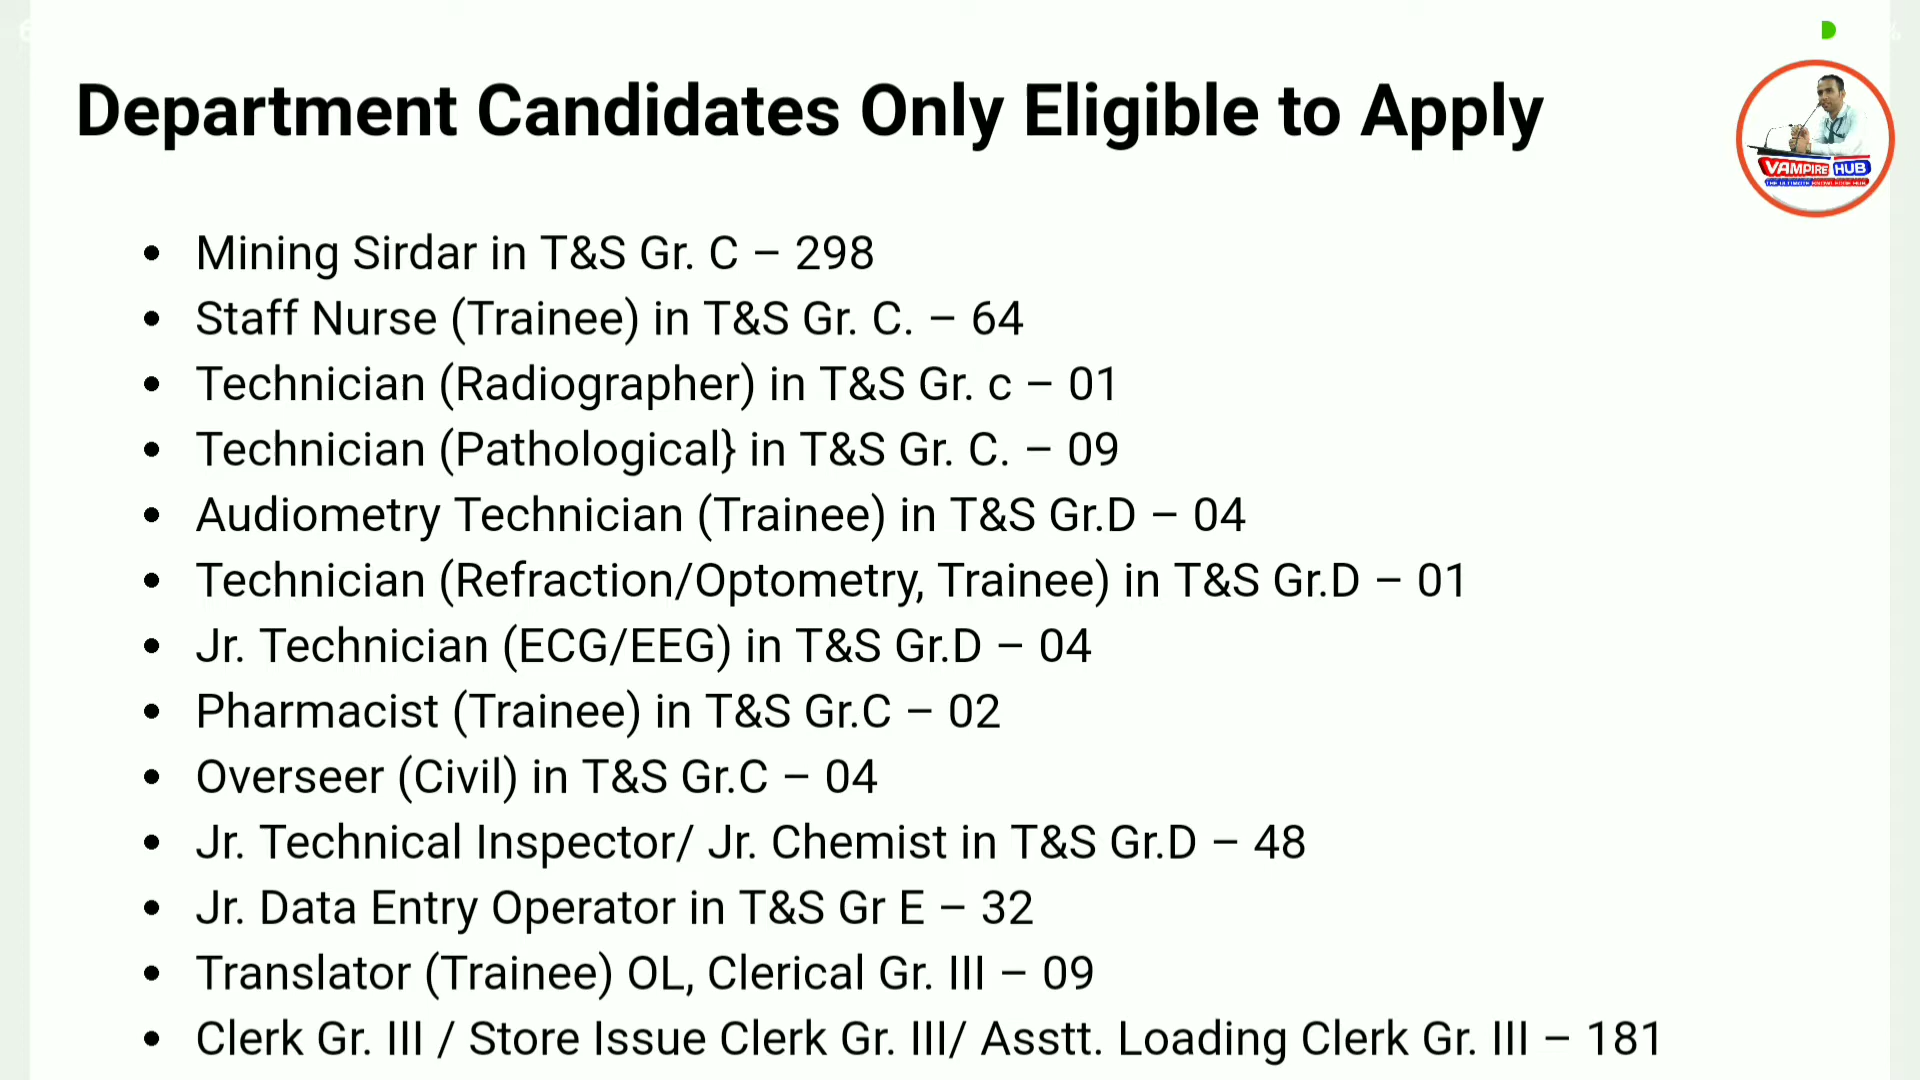 Department Candidates Only Eligible to Apply
VAMPIRE HUB
THE ULTIMATE KNOWLEDGE HUB
• Mining Sirdar in T&S Gr. C – 298
• Staff Nurse (Trainee) in T&S Gr. C. – 64
• Technician (Radiographer) in T&S Gr. c – 01
• Technician (Pathological} in T&S Gr. C. – 09
• Audiometry Technician (Trainee) in T&S Gr.D – 04
• Technician (Refraction/Optometry, Trainee) in T&S Gr.D – 01
• Jr. Technician (ECG/EEG) in T&S Gr.D – 04
• Pharmacist (Trainee) in T&S Gr.C – 02
• Overseer (Civil) in T&S Gr.C – 04
• Jr. Technical Inspector/ Jr. Chemist in T&S Gr.D – 48
• Jr. Data Entry Operator in T&S Gr E – 32
• Translator (Trainee) OL, Clerical Gr. III – 09
• Clerk Gr. III / Store Issue Clerk Gr. III/ Asstt. Loading Clerk Gr. III – 181